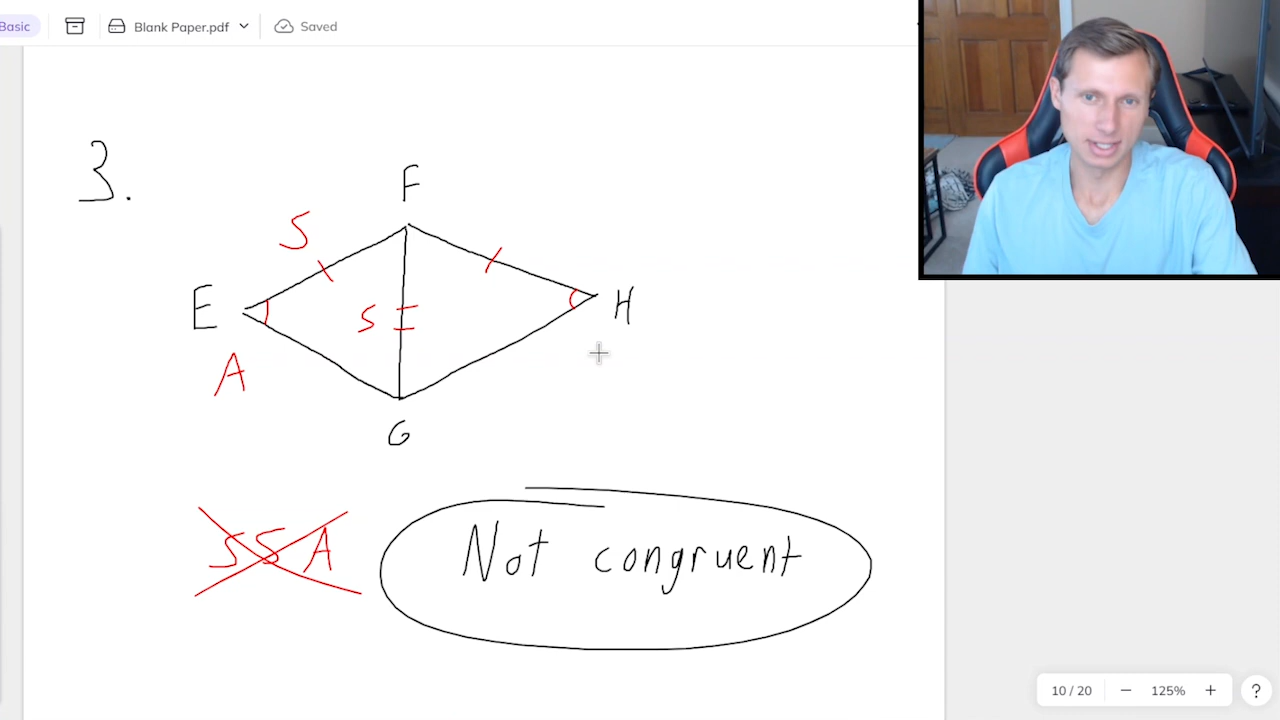 Basic
Blank Paper.pdf
Saved
3.
F
S
E
S
H
A
G
SSA
Not congruent
10 / 20
125%
?